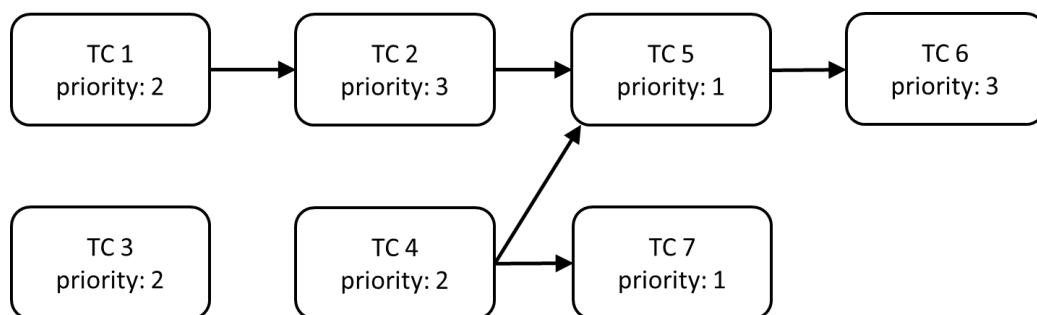 TC 1
priority: 2
TC 2
priority: 3
TC 5
priority: 1
TC 6
priority: 3
TC 3
priority: 2
TC 4
priority: 2
TC 7
priority: 1